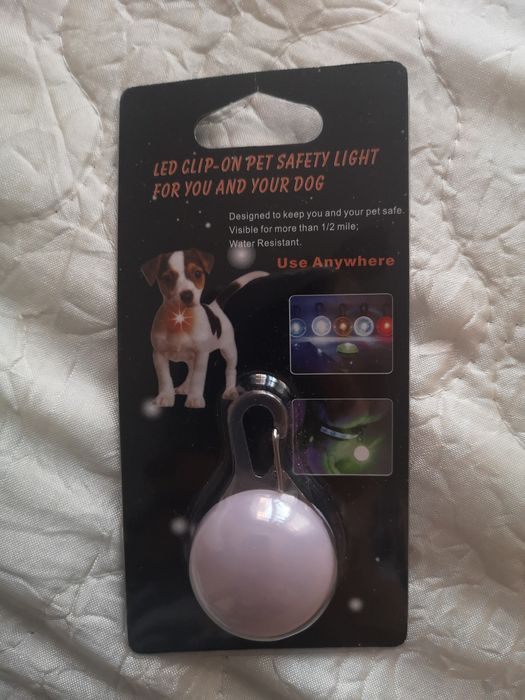 LED CLIP-ON PET SAFETY LIGHT
FOR YOU AND YOUR DOG
Designed to keep you and your pet safe.
Visible for more than 1/2 mile;
Water Resistant.
Use Anywhere